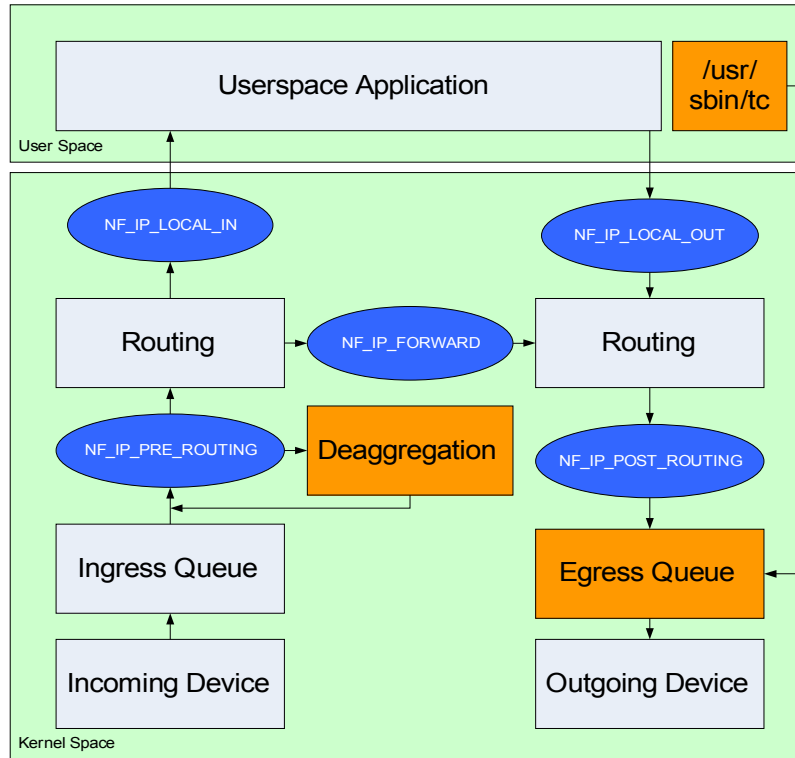 Userspace Application
/usr/
sbin/tc
User Space
NF_IP_LOCAL_IN
NF_IP_LOCAL_OUT
Routing
NF_IP_FORWARD
Routing
NF_IP_PRE_ROUTING
Deaggregation
NF_IP_POST_ROUTING
Ingress Queue
Egress Queue
Incoming Device
Outgoing Device
Kernel Space